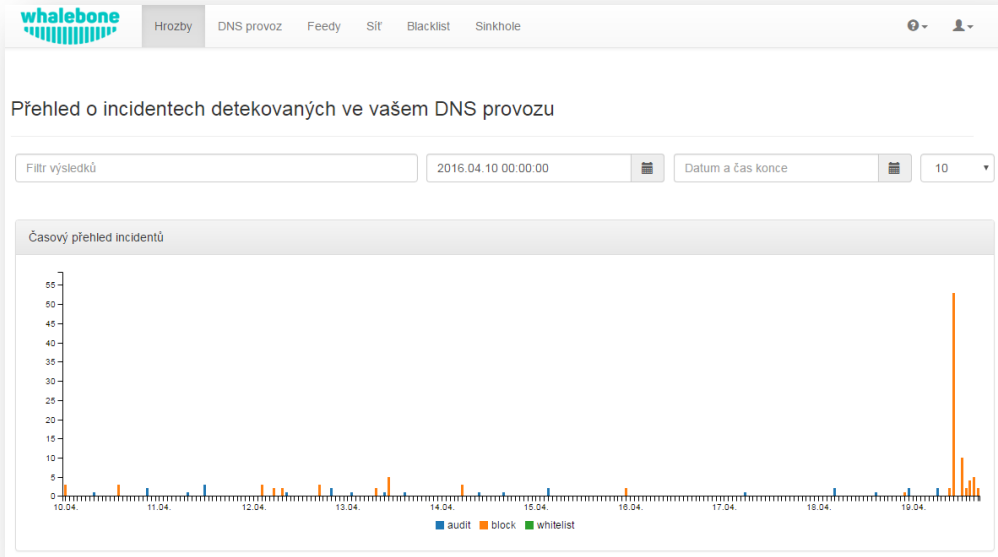 whalebone
Hrozby DNS provoz Feedy Síť Blacklist Sinkhole
Přehled o incidentech detekovaných ve vašem DNS provozu
Filtr výsledků 2016.04.10 00:00:00 Datum a čas konce 10
Časový přehled incidentů
55
50
45
40
35
30
25
20
15
10
5
0
10.04. 11.04. 12.04. 13.04. 14.04. 15.04. 16.04. 17.04. 18.04. 19.04.
audit block whitelist